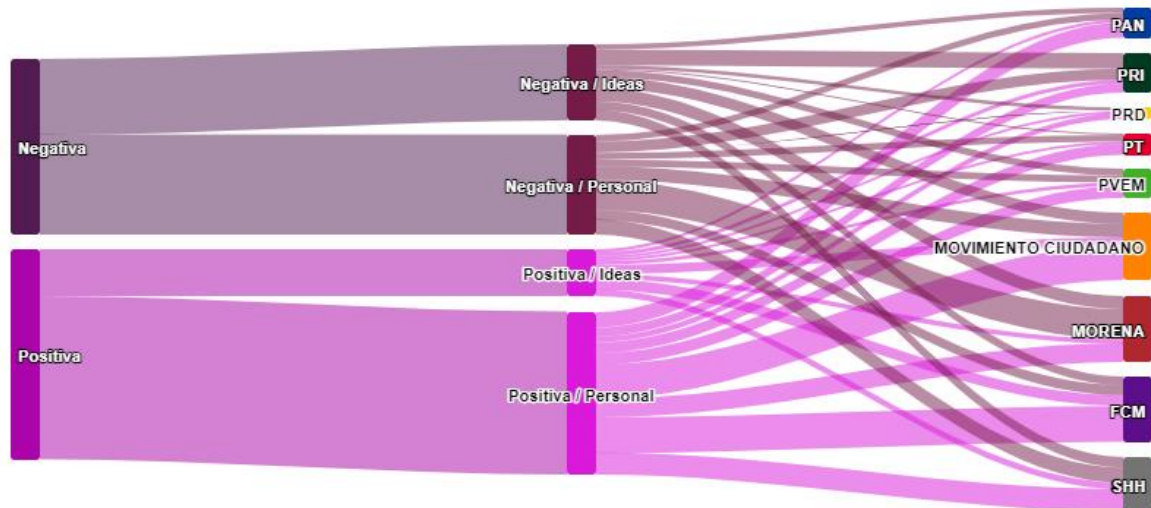 Negativa
Positiva
Negativa / Ideas
Negativa / Personal
Positiva / Ideas
Positiva / Personal
PAN
PRI
PRD
PT
PVEM
MOVIMIENTO CIUDADANO
MORENA
FCM
SHH